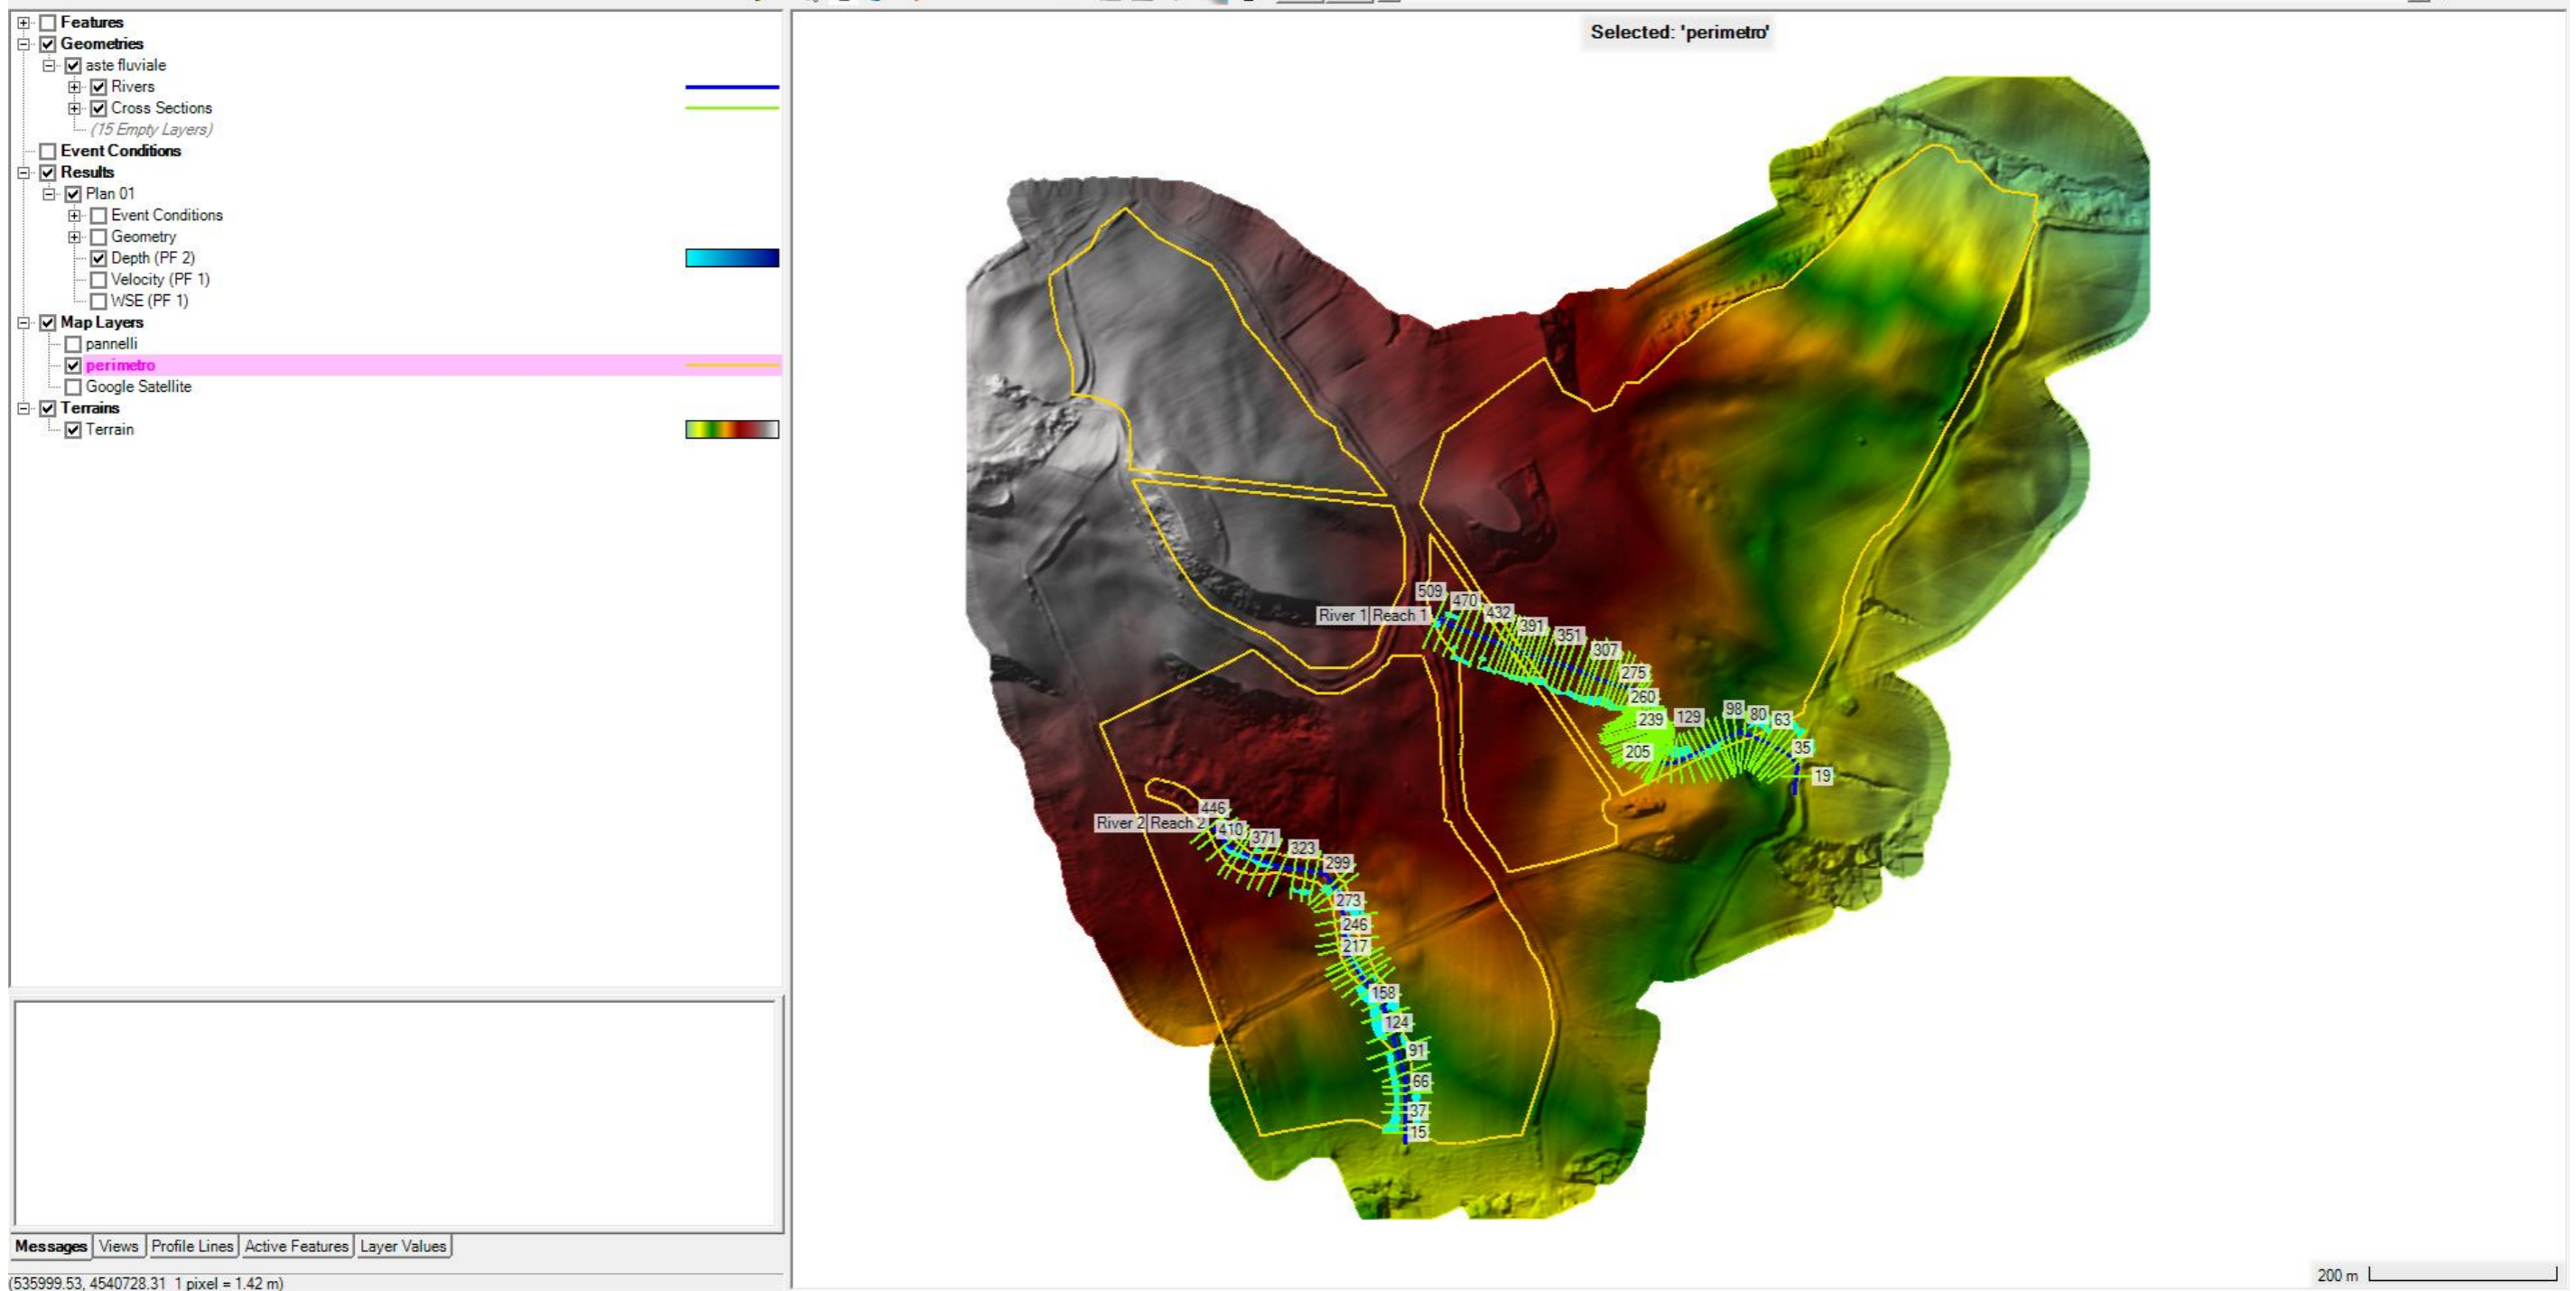 Features
Geometries
aste fluviale
Rivers
Cross Sections
(15 Empty Layers)
Event Conditions
Results
Plan 01
Event Conditions
Geometry
Depth (PF 2)
Velocity (PF 1)
WSE (PF 1)
Map Layers
pannelli
perimetro
Google Satellite
Terrains
Terrain
Messages Views Profile Lines Active Features Layer Values
(535999.53, 4540728.31 1 pixel = 1.42 m)
Selected: 'perimetro'
509
470
River 1 Reach 1
432
391
351
307
275
260
239
129
98
80
63
205
35
19
446
River 2 Reach 2
410
371
323
299
273
246
217
158
124
91
66
37
15
200 m